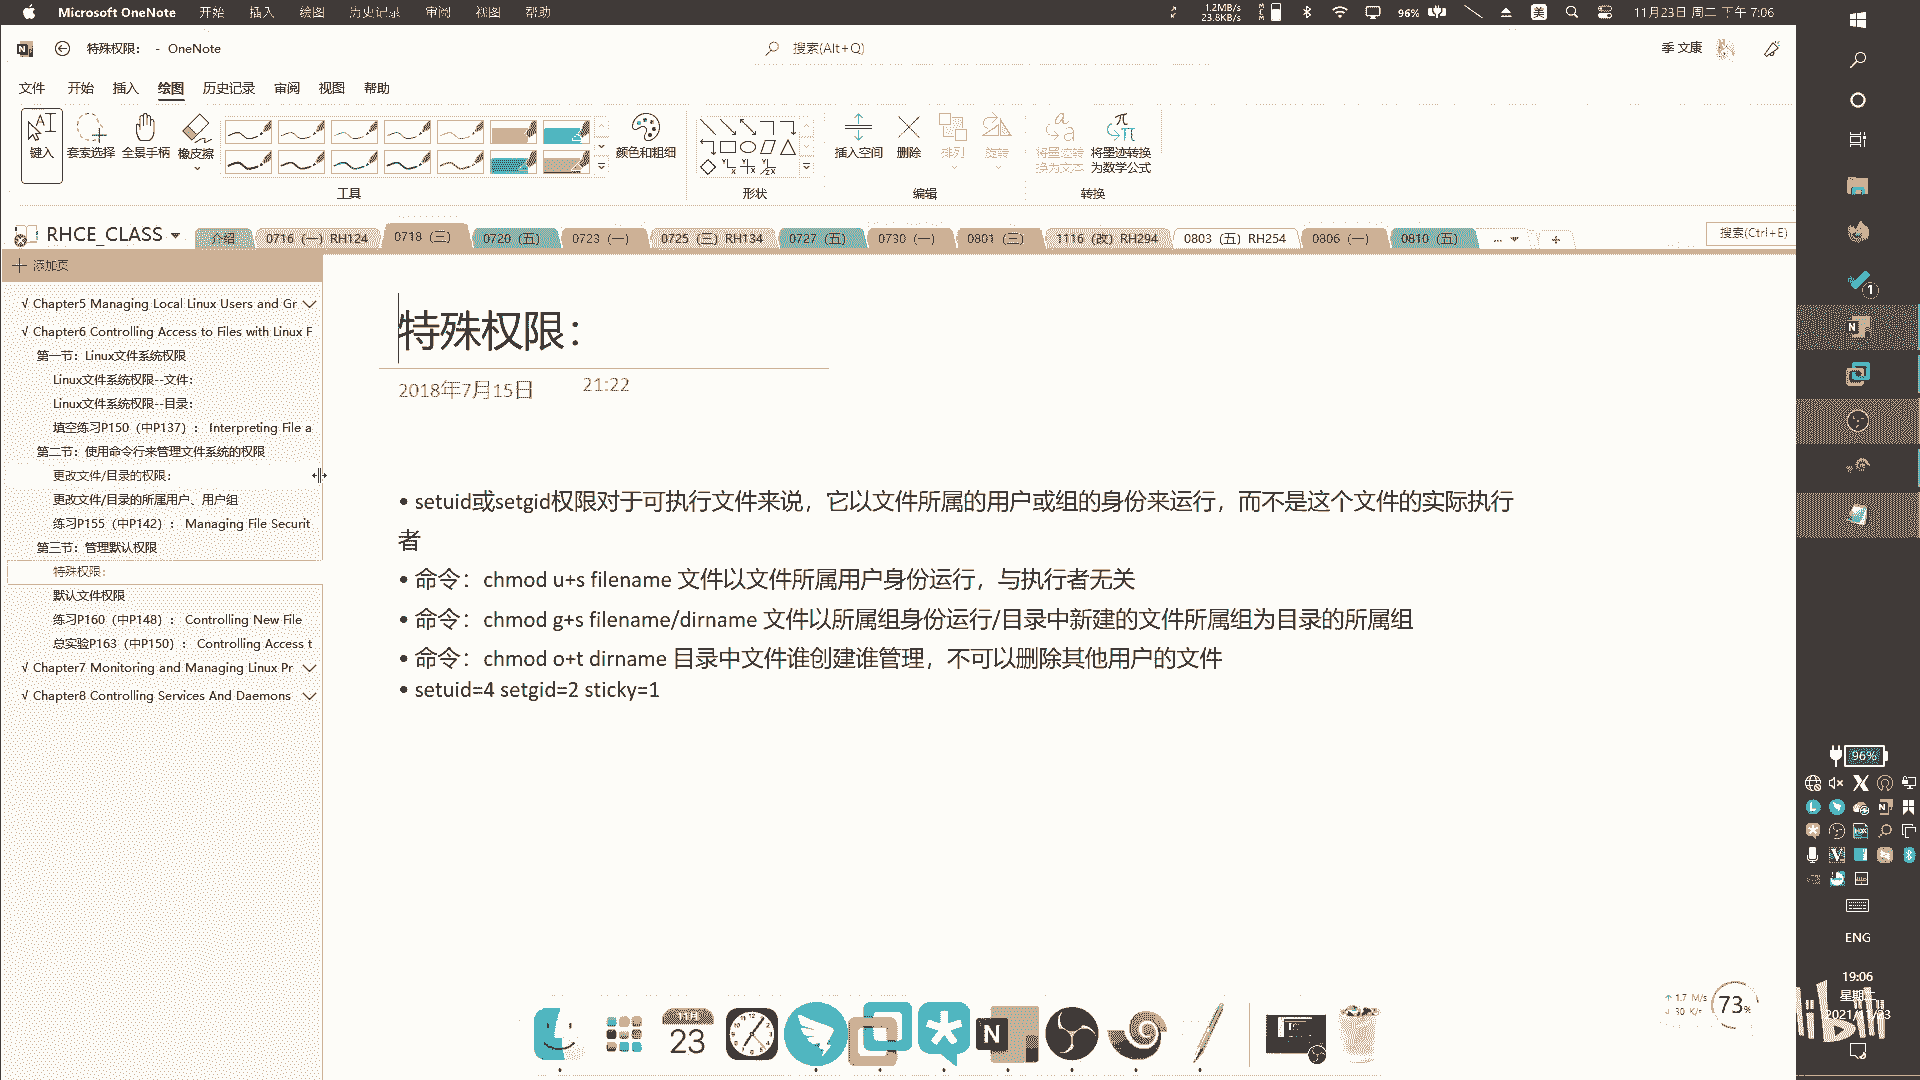 Microsoft OneNote 开始 插入 绘图 历史记录 审阅 视图 帮助
1.2MB/s
23.8KB/s
96%
美
11月23日 周二 下午 7:06
特殊权限: - OneNote
搜索(Alt+Q)
季 文康
文件 开始 插入 绘图 历史记录 审阅 视图 帮助
键入 套索选择 全景手柄 橡皮擦
颜色和粗细
插入空间 删除 排列 旋转
将墨迹转换为文本
将墨迹转换为数学公式
工具 形状 编辑 转换
RHCE_CLASS
介绍 0716 (一) RH124 0718 (三) 0720 (五) 0723 (一) 0725 (三) RH134 0727 (五) 0730 (一) 0801 (三) 1116 (改) RH294 0803 (五) RH254 0806 (一) 0810 (五) ...
搜索(Ctrl+E)
添加页
√ Chapter5 Managing Local Linux Users and Gr
√ Chapter6 Controlling Access to Files with Linux F
第一节：Linux文件系统权限
Linux文件系统权限--文件:
Linux文件系统权限--目录:
填空练习P150（中P137）： Interpreting File a
第二节：使用命令行来管理文件系统的权限
更改文件/目录的权限:
更改文件/目录的所属用户、用户组
练习P155（中P142）： Managing File Securit
第三节：管理默认权限
特殊权限:
默认文件权限
练习P160（中P148）： Controlling New File
总实验P163（中P150）： Controlling Access t
√ Chapter7 Monitoring and Managing Linux Pr
√ Chapter8 Controlling Services And Daemons
特殊权限:
2018年7月15日 21:22
• setuid或setgid权限对于可执行文件来说，它以文件所属的用户或组的身份来运行，而不是这个文件的实际执行
者
• 命令：chmod u+s filename 文件以文件所属用户身份运行，与执行者无关
• 命令：chmod g+s filename/dirname 文件以所属组身份运行/目录中新建的文件所属组为目录的所属组
• 命令：chmod o+t dirname 目录中文件谁创建谁管理，不可以删除其他用户的文件
• setuid=4 setgid=2 sticky=1
1
96%
ENG
19:06
星期二
2021/11/23
1.7 M/s
30 K/s
73%
11月
23